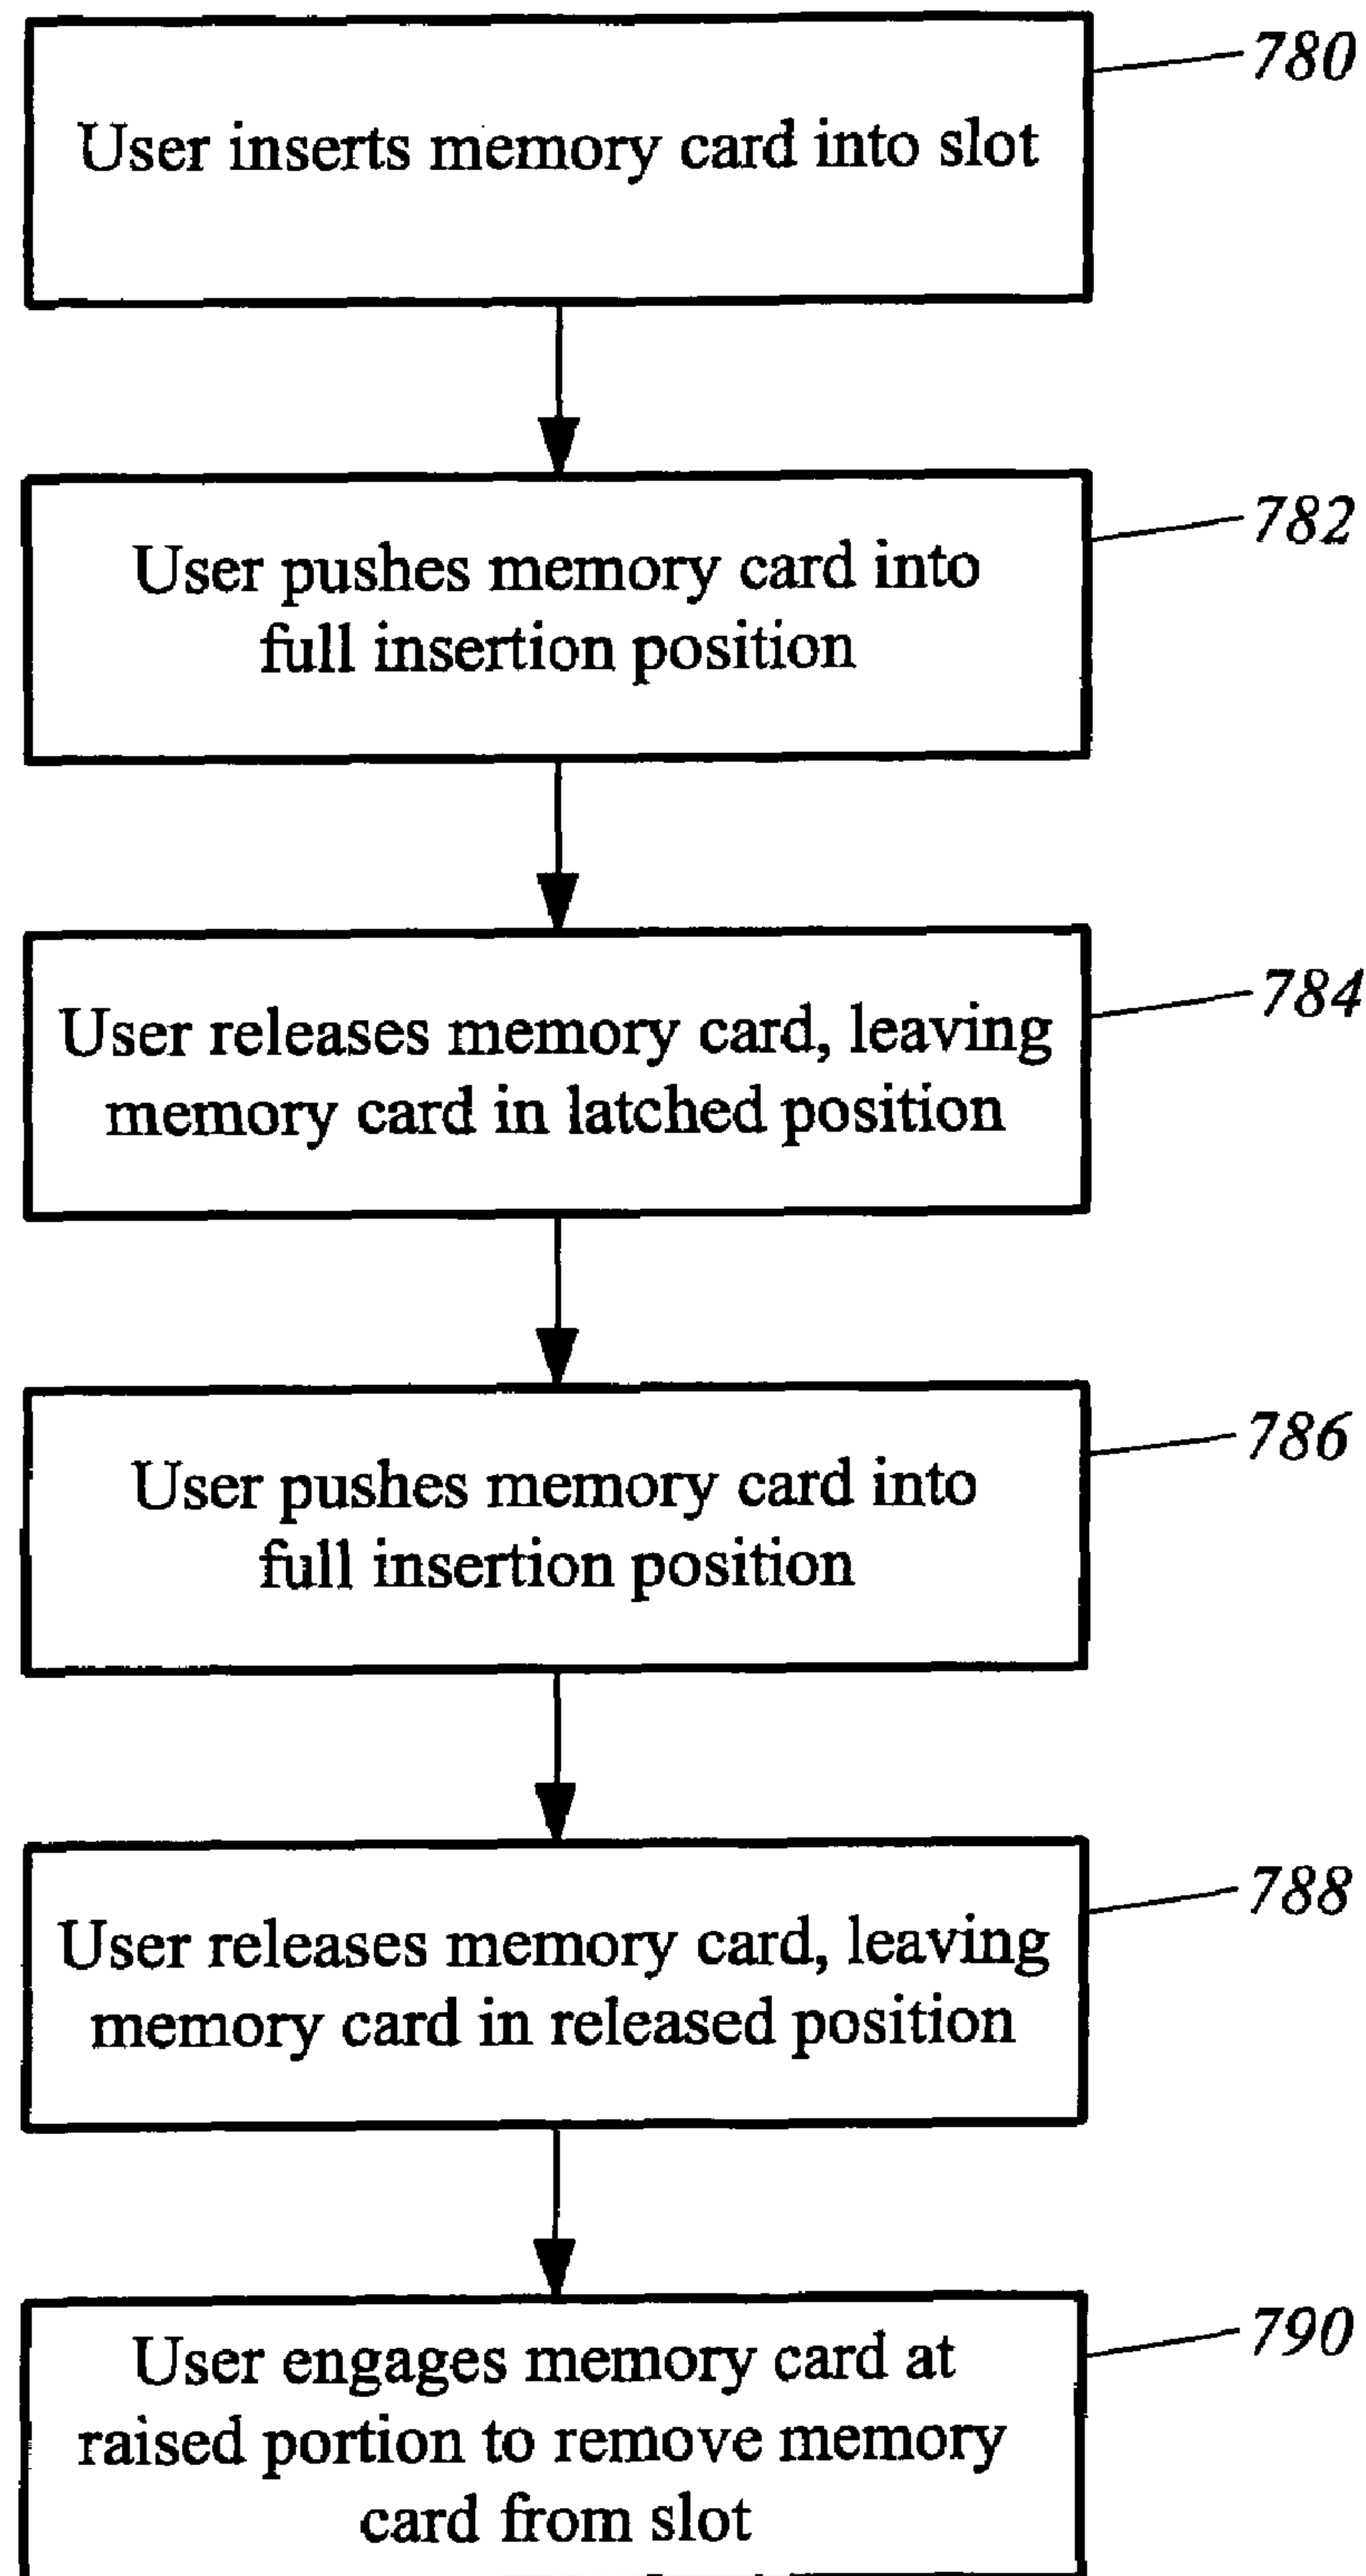 780
User inserts memory card into slot
782
User pushes memory card into
full insertion position
784
User releases memory card, leaving
memory card in latched position
786
User pushes memory card into
full insertion position
788
User releases memory card, leaving
memory card in released position
790
User engages memory card at
raised portion to remove memory
card from slot